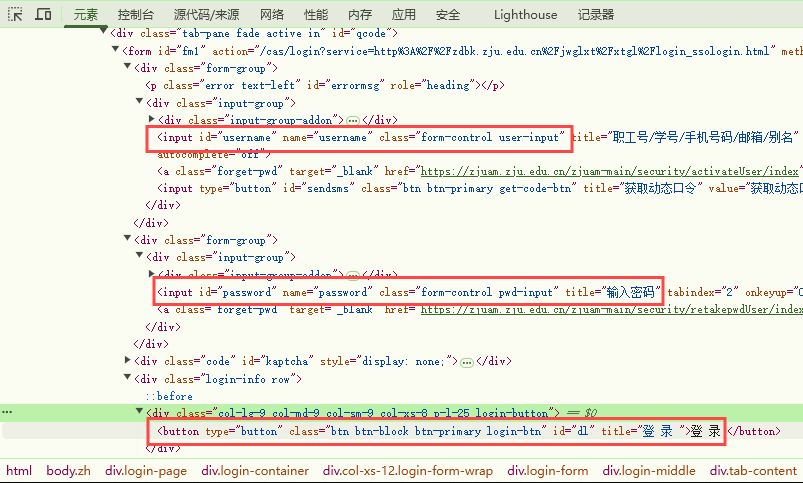 元素 控制台 源代码/来源 网络 性能 内存 应用 安全 Lighthouse 记录器
<div class="tab-pane fade active in" id="qcode">
<form id="fm1" action="/cas/login?service=http%3A%2F%2Fzdbk.zju.edu.cn%2Fjwglxt%2Fxtgl%2Flogin_ssologin.html" meth
<div class="form-group">
<p class="error text-left" id="errormsg" role="heading"></p>
<div class="input-group">
<div class="input-group-addon">…</div>
<input id="username" name="username" class="form-control user-input" title="职工号/学号/手机号码/邮箱/别名"
autocomplete="off">
<a class="forget-pwd" target="_blank" href="https://zjuam.zju.edu.cn/zjuam-main/security/activateUser/index"
<input type="button" id="sendsms" class="btn btn-primary get-code-btn" title="获取动态口令" value="获取动态口
</div>
</div>
<div class="form-group">
<div class="input-group">
<div class="input-group-addon">…</div>
<input id="password" name="password" class="form-control pwd-input" title="输入密码" tabindex="2" onkeyup="
<a class="forget-pwd" target="_blank" href="https://zjuam.zju.edu.cn/zjuam-main/security/retakepwdUser/index
</div>
</div>
<div class="code" id="kaptcha" style="display: none;">…</div>
<div class="login-info row">
::before
<div class="col-lg-9 col-md-9 col-sm-9 col-xs-8 p-l-25 login-button"> == $0
<button type="button" class="btn btn-block btn-primary login-btn" id="dl" title="登 录 ">登 录 </button>
</div>
html body.zh div.login-page div.login-container div.col-xs-12.login-form-wrap div.login-form div.login-middle div.tab-content